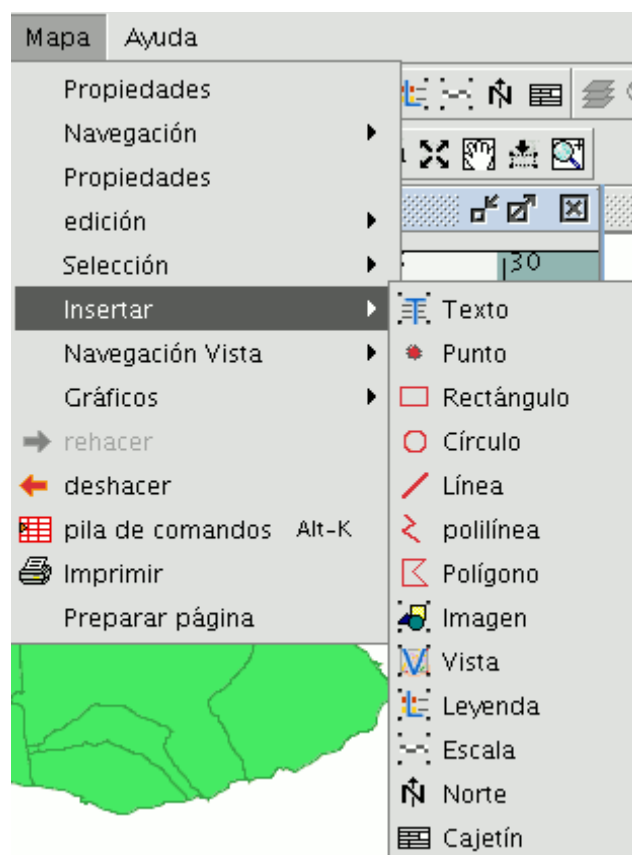 Mapa Ayuda
Propiedades
Navegación
Propiedades
edición
Selección
30
Insertar
Navegación Vista
Gráficos
rehacer
deshacer
pila de comandos Alt-K
Imprimir
Preparar página
Texto
Punto
Rectángulo
Círculo
Línea
polilínea
Polígono
Imagen
Vista
Leyenda
Escala
Norte
Cajetín